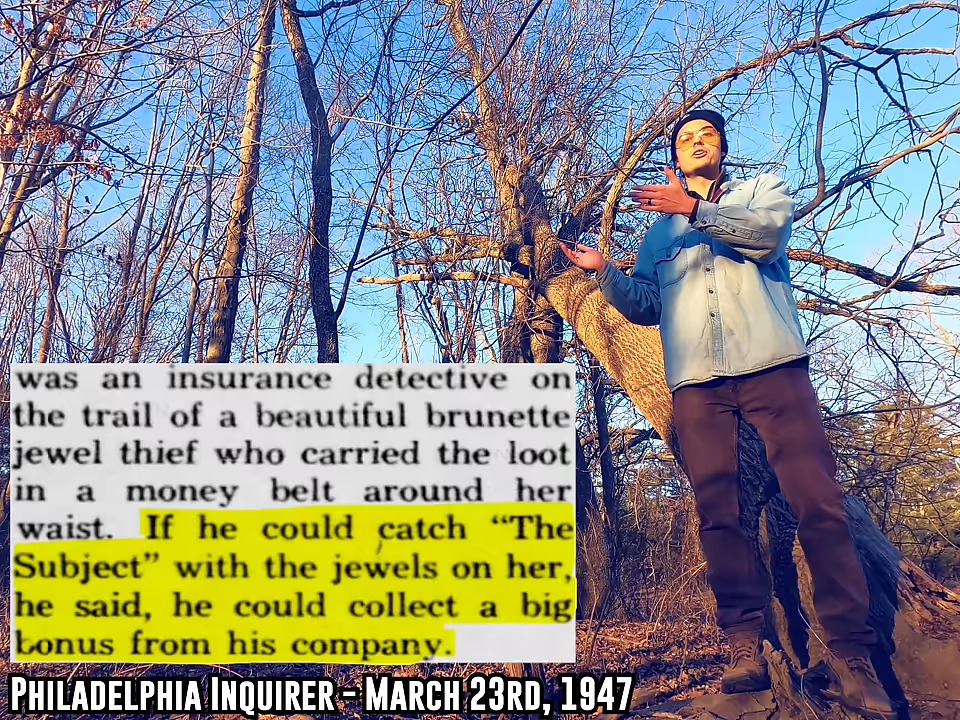 was an insurance detective on
the trail of a beautiful brunette
jewel thief who carried the loot
in a money belt around her
waist. If he could catch “The
Subject” with the jewels on her,
he said, he could collect a big
bonus from his company.
PHILADELPHIA INQUIRER - MARCH 23RD, 1947